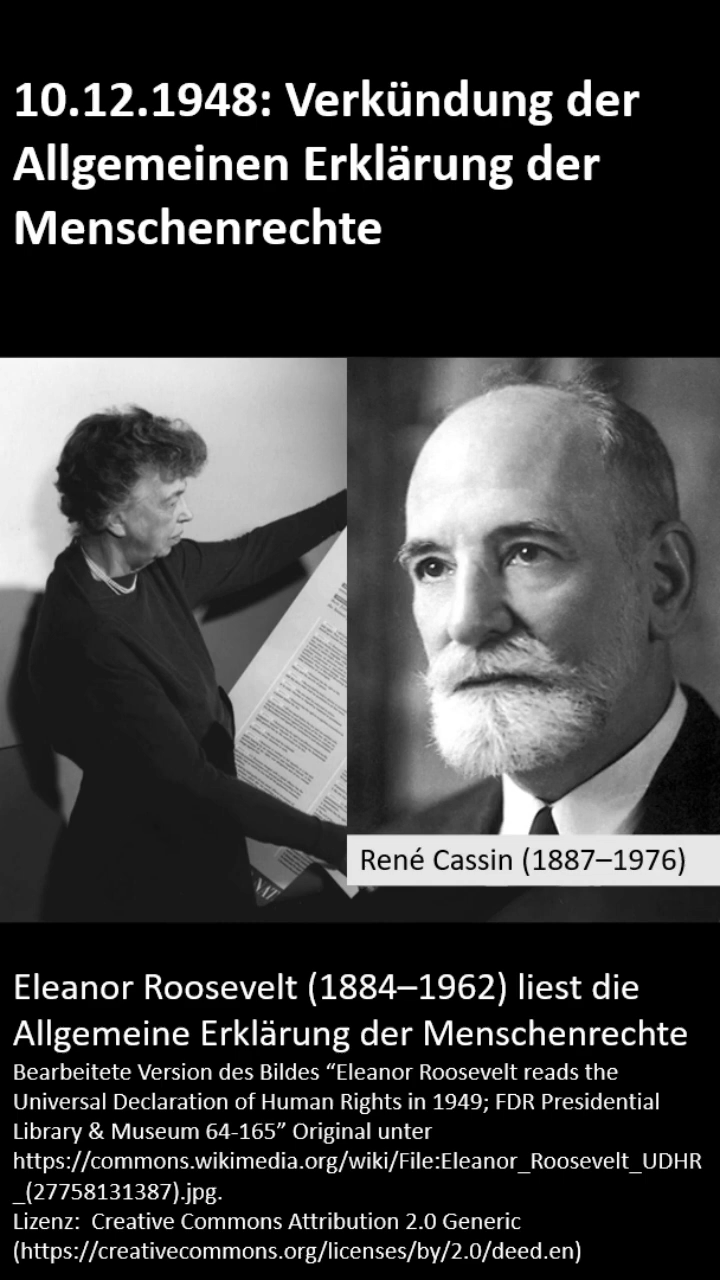 10.12.1948: Verkündung der
Allgemeinen Erklärung der
Menschenrechte
René Cassin (1887–1976)
Eleanor Roosevelt (1884–1962) liest die
Allgemeine Erklärung der Menschenrechte
Bearbeitete Version des Bildes “Eleanor Roosevelt reads the
Universal Declaration of Human Rights in 1949; FDR Presidential
Library & Museum 64-165” Original unter
https://commons.wikimedia.org/wiki/File:Eleanor_Roosevelt_UDHR
_(27758131387).jpg.
Lizenz:  Creative Commons Attribution 2.0 Generic
(https://creativecommons.org/licenses/by/2.0/deed.en)